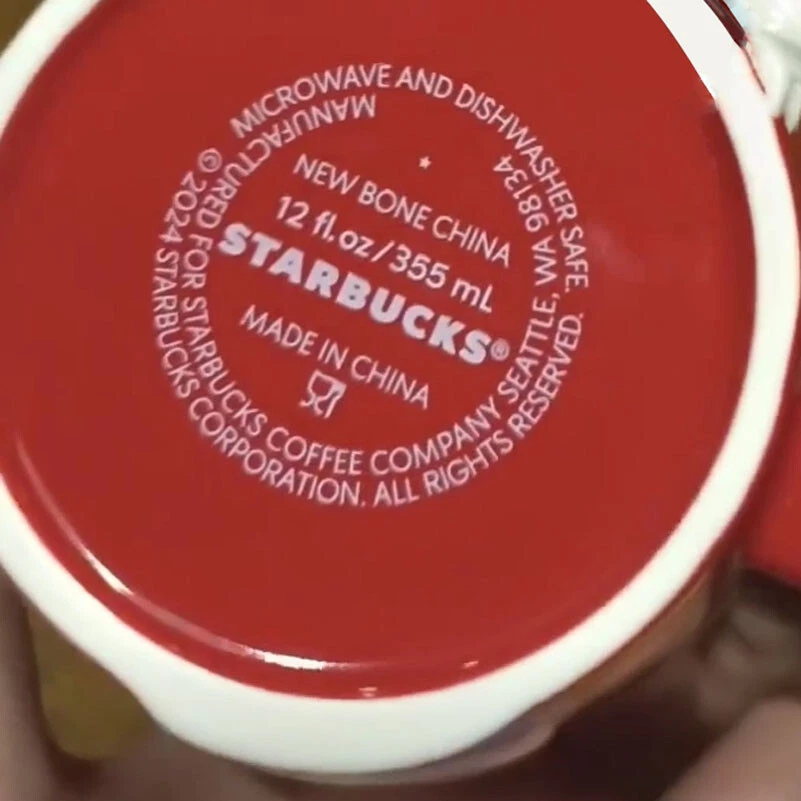 MICROWAVE AND DISHWASHER SAFE.
NEW BONE CHINA
12 fl.oz/355 mL
STARBUCKS®
MADE IN CHINA
MANUFACTURED FOR STARBUCKS COFFEE COMPANY SEATTLE, WA 98134
© 2024 STARBUCKS CORPORATION. ALL RIGHTS RESERVED.